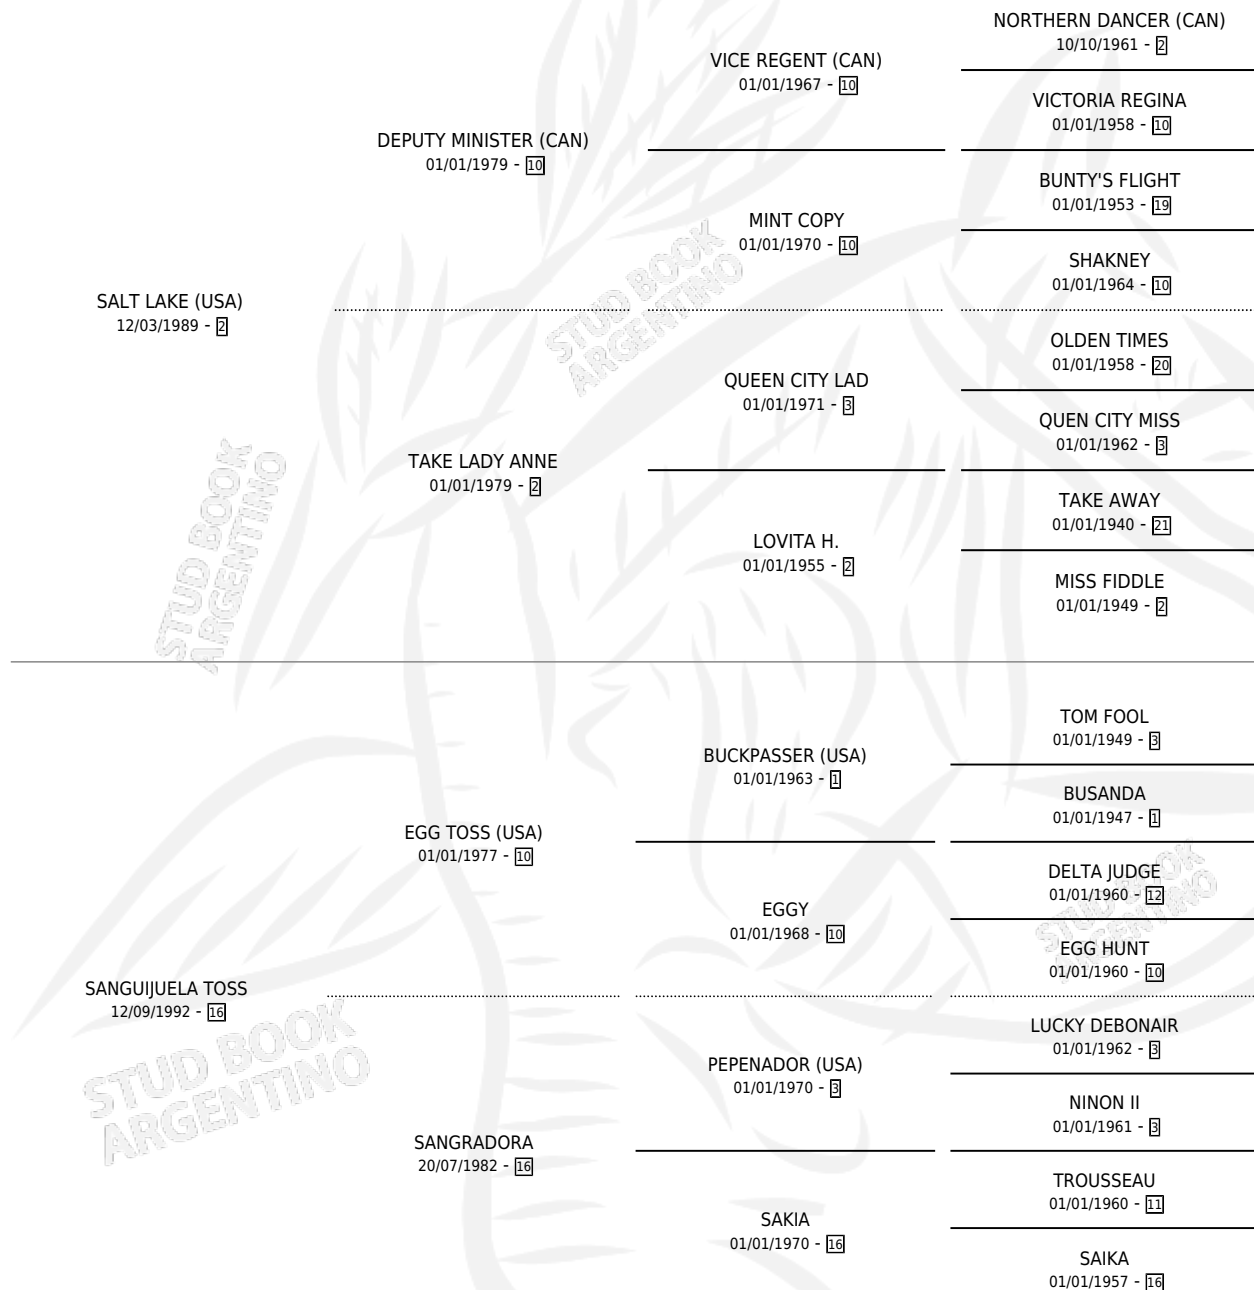 NORTHERN DANCER (CAN)
10/10/1961 - 2
VICE REGENT (CAN)
01/01/1967 - 10
VICTORIA REGINA
01/01/1958 - 10
DEPUTY MINISTER (CAN)
01/01/1979 - 10
BUNTY'S FLIGHT
01/01/1953 - 19
MINT COPY
01/01/1970 - 10
SHAKNEY
01/01/1964 - 10
SALT LAKE (USA)
12/03/1989 - 2
OLDEN TIMES
01/01/1958 - 20
QUEEN CITY LAD
01/01/1971 - 3
QUEN CITY MISS
01/01/1962 - 3
TAKE LADY ANNE
01/01/1979 - 2
TAKE AWAY
01/01/1940 - 21
LOVITA H.
01/01/1955 - 2
MISS FIDDLE
01/01/1949 - 2
STUD BOOK
ARGENTINO
STUD BOOK
ARGENTINO
TOM FOOL
01/01/1949 - 3
BUCKPASSER (USA)
01/01/1963 - 1
BUSANDA
01/01/1947 - 1
EGG TOSS (USA)
01/01/1977 - 10
DELTA JUDGE
01/01/1960 - 12
EGGY
01/01/1968 - 10
EGG HUNT
01/01/1960 - 10
STUD BOOK
ARGENTINO
SANGUIJUELA TOSS
12/09/1992 - 16
LUCKY DEBONAIR
01/01/1962 - 3
PEPENADOR (USA)
01/01/1970 - 3
NINON II
01/01/1961 - 3
STUD BOOK
ARGENTINO
SANGRADORA
20/07/1982 - 16
TROUSSEAU
01/01/1960 - 11
SAKIA
01/01/1970 - 16
SAIKA
01/01/1957 - 16